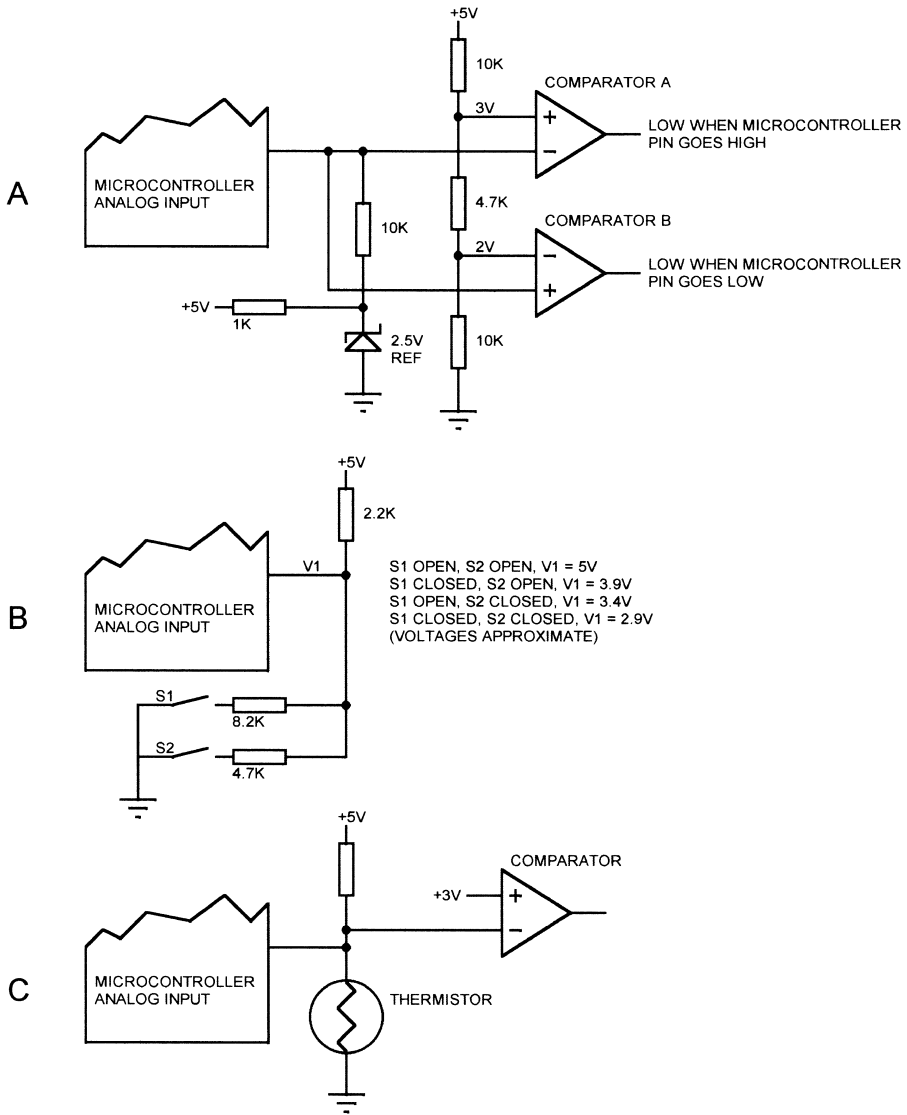 A
MICROCONTROLLER
ANALOG INPUT
+5V
10K
3V
COMPARATOR A
+
−
LOW WHEN MICROCONTROLLER
PIN GOES HIGH
10K
4.7K
COMPARATOR B
2V
−
+
LOW WHEN MICROCONTROLLER
PIN GOES LOW
+5V
1K
2.5V
REF
10K
B
+5V
2.2K
MICROCONTROLLER
ANALOG INPUT
V1
S1 OPEN, S2 OPEN, V1 = 5V
S1 CLOSED, S2 OPEN, V1 = 3.9V
S1 OPEN, S2 CLOSED, V1 = 3.4V
S1 CLOSED, S2 CLOSED, V1 = 2.9V
(VOLTAGES APPROXIMATE)
S1
8.2K
S2
4.7K
C
+5V
MICROCONTROLLER
ANALOG INPUT
COMPARATOR
+3V
+
−
THERMISTOR